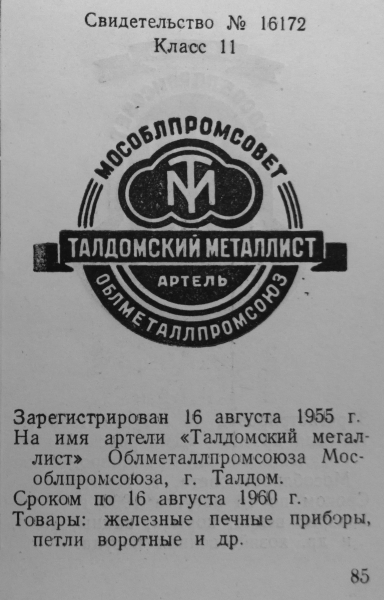 Свидетельство № 16172
Класс 11
МОСОБЛПРОМСОВЕТ
ТМ
ТАЛДОМСКИЙ МЕТАЛЛИСТ
АРТЕЛЬ
ОБЛМЕТАЛЛПРОМСОЮЗ
Зарегистрирован 16 августа 1955 г.
На имя артели «Талдомский метал-
лист» Облметаллпромсоюза Мос-
облпромсоюза, г. Талдом.
Сроком по 16 августа 1960 г.
Товары: железные печные приборы,
петли воротные и др.
85